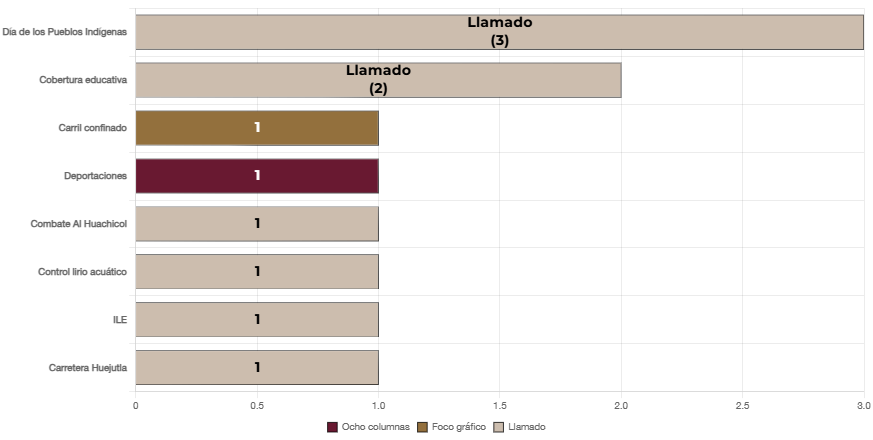 Llamado
(3)
Día de los Pueblos Indígenas
Llamado
(2)
Cobertura educativa
Carril confinado
1
Deportaciones
1
Combate Al Huachicol
1
Control lirio acuático
1
ILE
1
Carretera Huejutla
1
0 0.5 1.0 1.5 2.0 2.5 3.0
Ocho columnas Foco gráfico Llamado